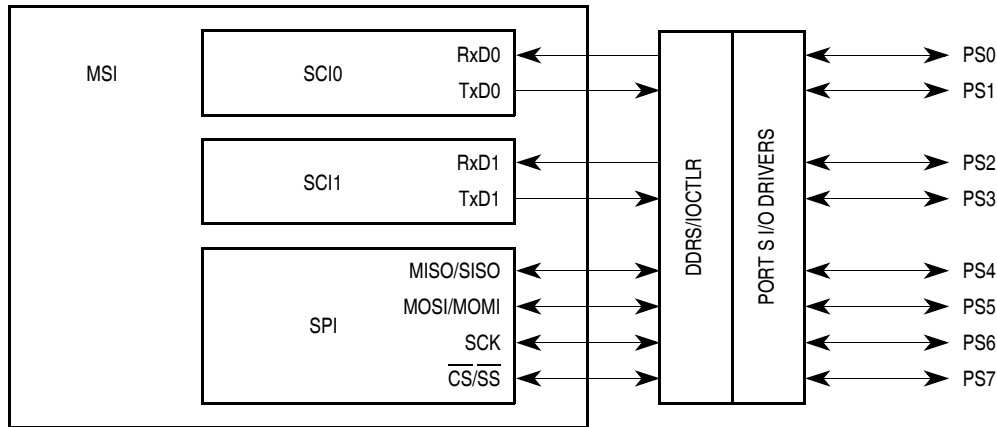 MSI
SCI0
RxD0
TxD0
SCI1
RxD1
TxD1
SPI
MISO/SISO
MOSI/MOMI
SCK
CS/SS
DDRS/IOCTLR
PORT S I/O DRIVERS
PS0
PS1
PS2
PS3
PS4
PS5
PS6
PS7